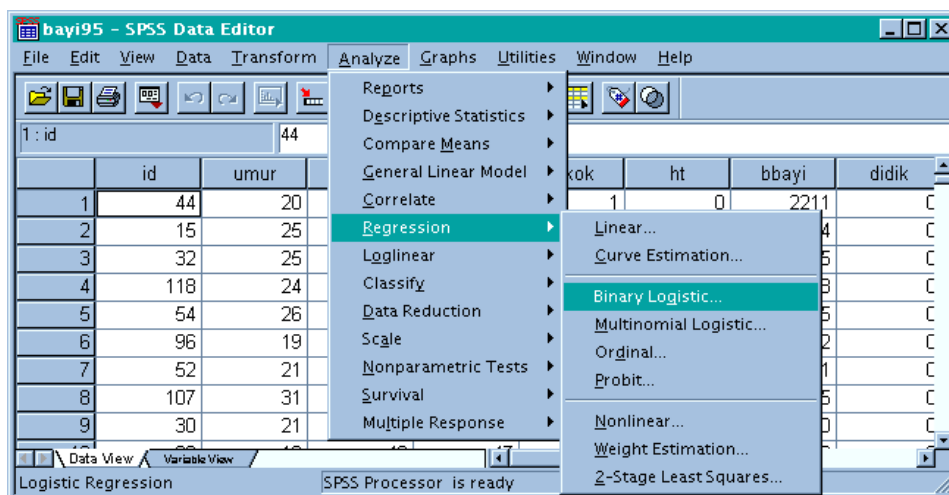 bayi95 - SPSS Data Editor
File Edit View Data Transform Analyze Graphs Utilities Window Help
1 : id 44
id umur kok ht bbayi didik
1 44 20 1 0 2211
2 15 25
3 32 25
4 118 24
5 54 26
6 96 19
7 52 21
8 107 31
9 30 21
Reports
Descriptive Statistics
Compare Means
General Linear Model
Correlate
Regression
Loglinear
Classify
Data Reduction
Scale
Nonparametric Tests
Survival
Multiple Response
Linear...
Curve Estimation...
Binary Logistic...
Multinomial Logistic...
Ordinal...
Probit...
Nonlinear...
Weight Estimation...
2-Stage Least Squares...
Data View Variable View
Logistic Regression SPSS Processor is ready